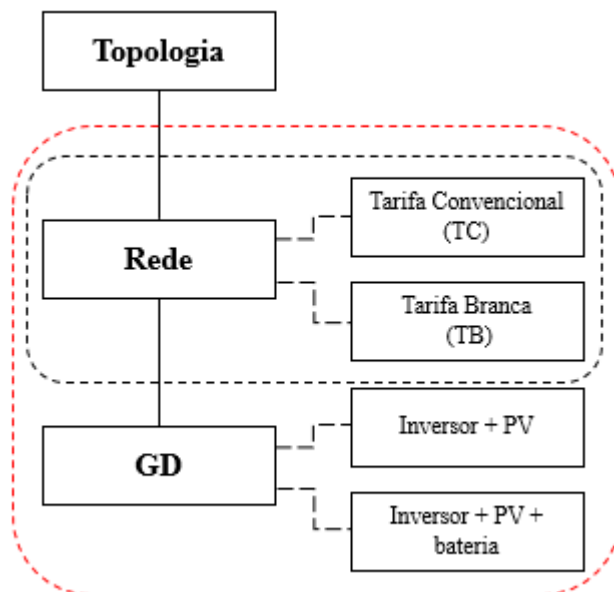 Topologia
Tarifa Convencional
(TC)
Rede
Tarifa Branca
(TB)
Inversor + PV
GD
Inversor + PV +
bateria